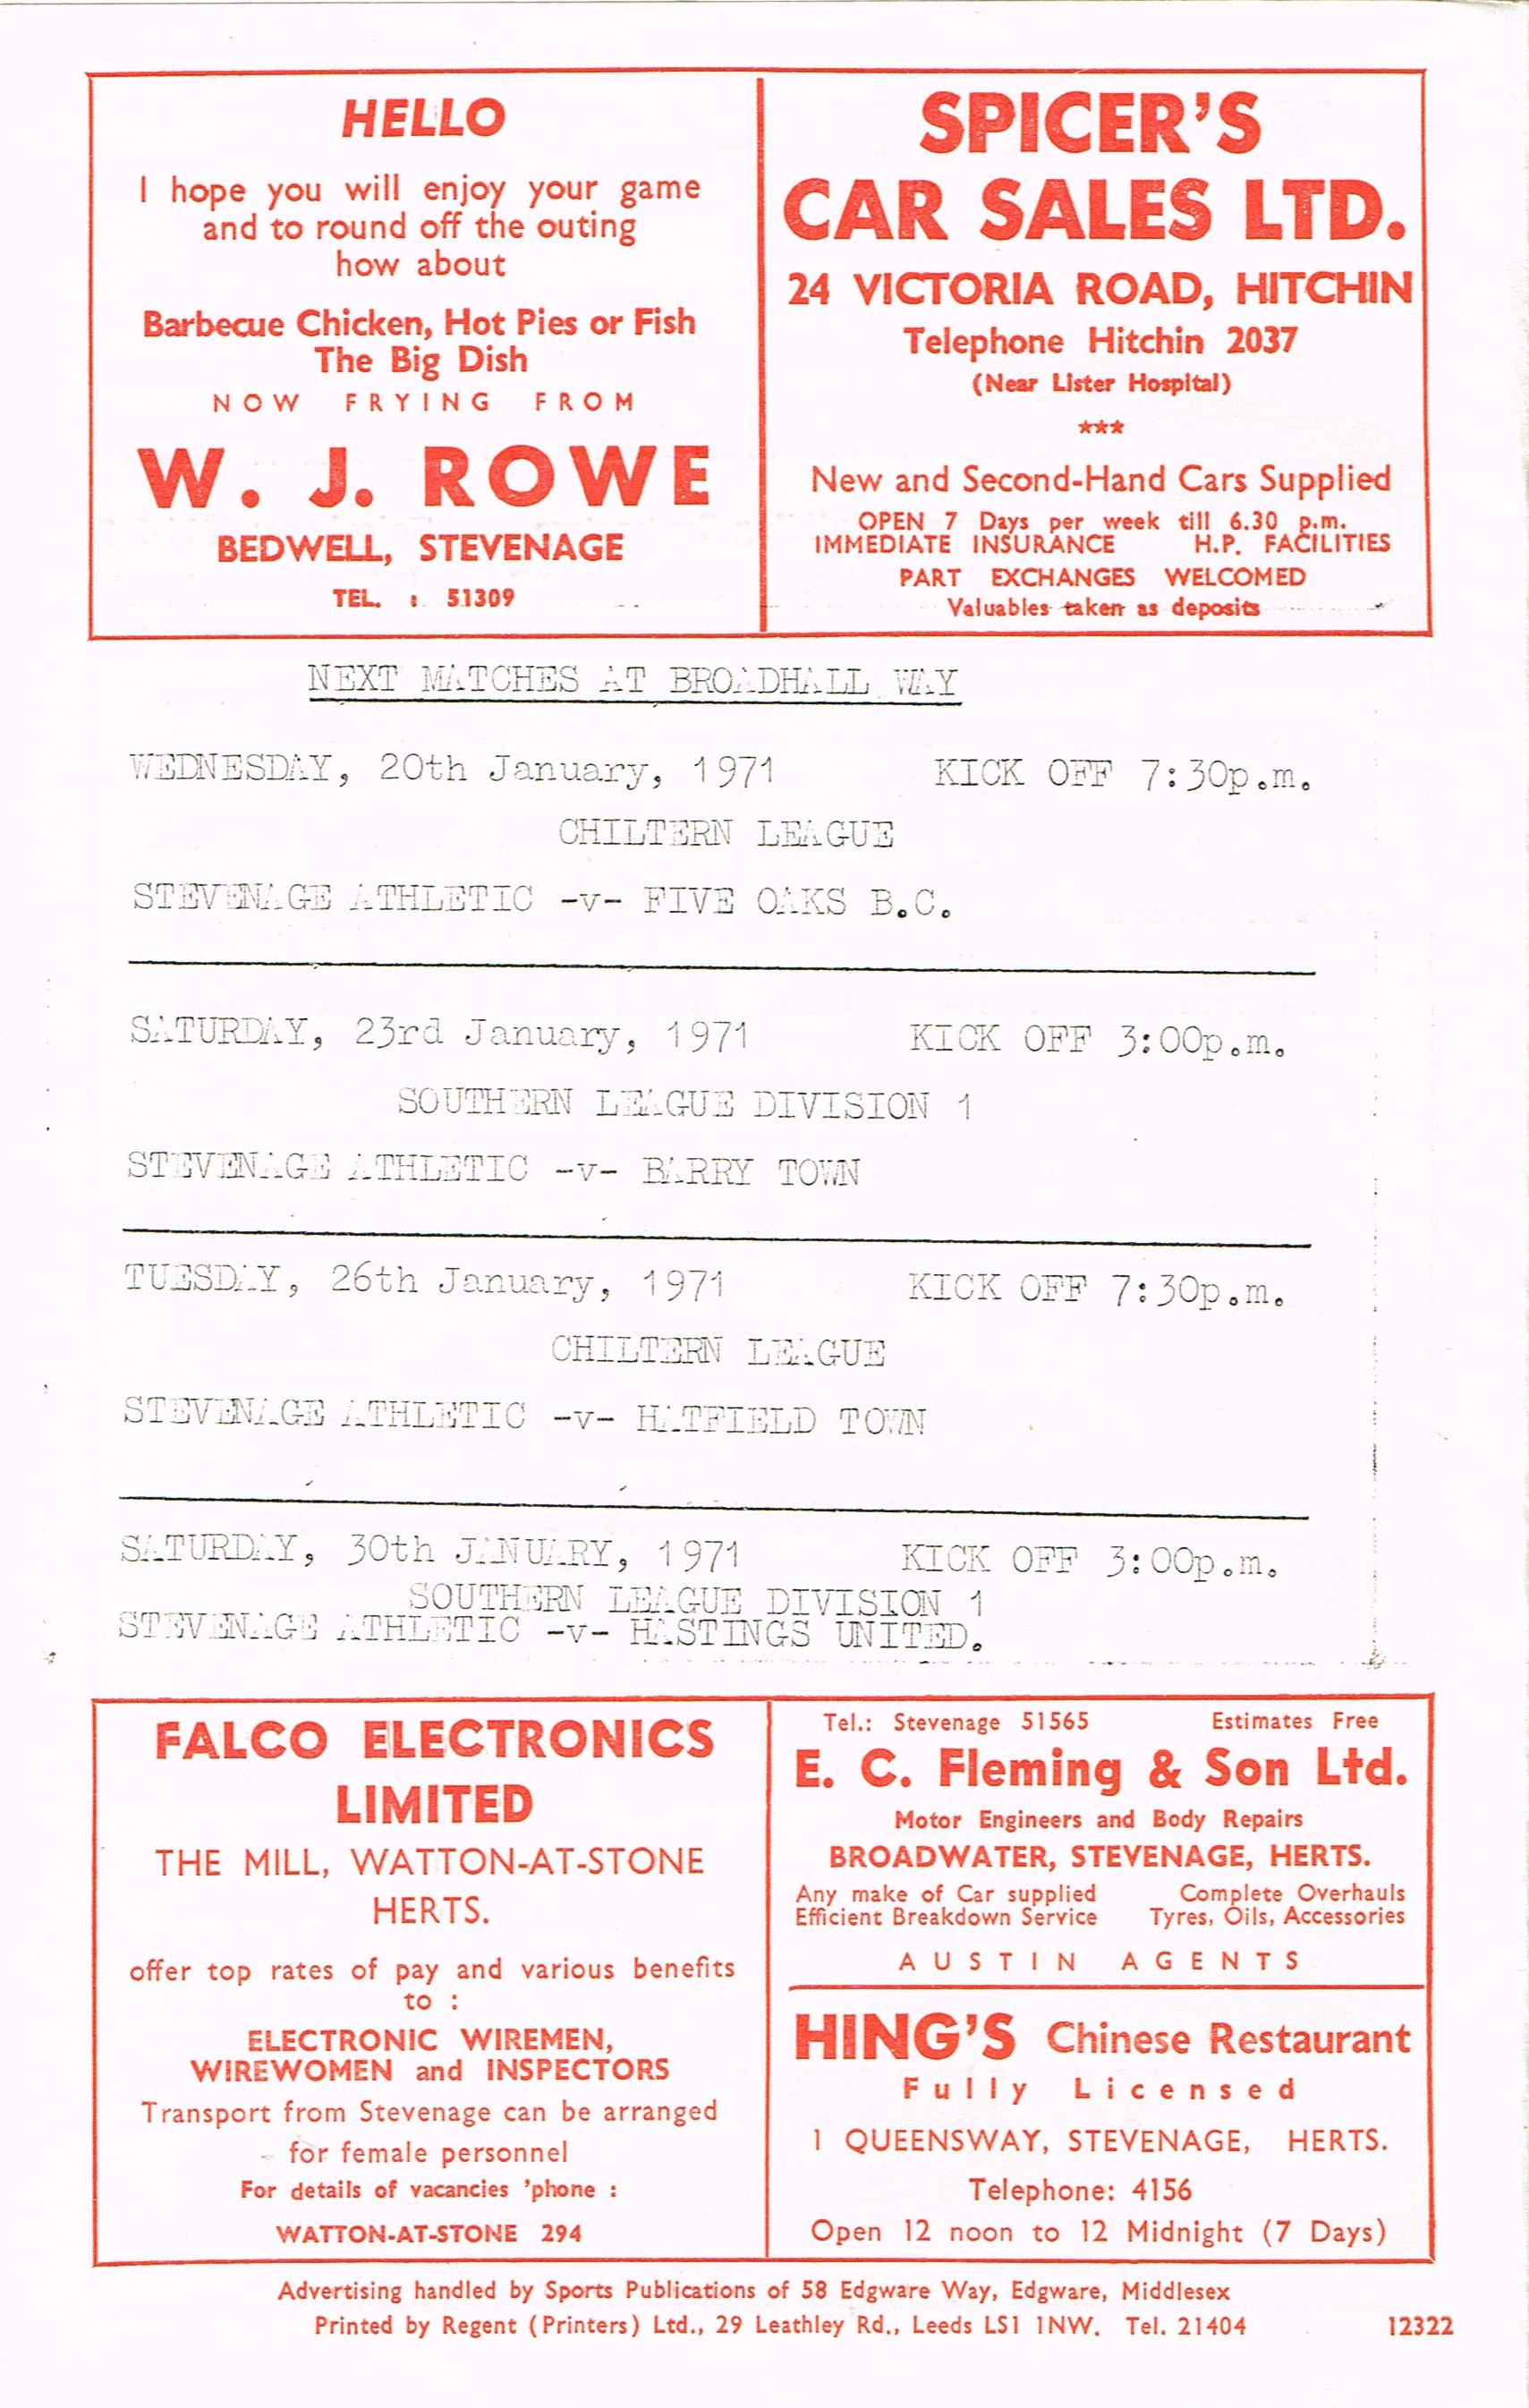 HELLO
I hope you will enjoy your game
and to round off the outing
how about
Barbecue Chicken, Hot Pies or Fish
The Big Dish
NOW FRYING FROM
W. J. ROWE
BEDWELL, STEVENAGE
TEL. : 51309
SPICER'S
CAR SALES LTD.
24 VICTORIA ROAD, HITCHIN
Telephone Hitchin 2037
(Near Lister Hospital)
***
New and Second-Hand Cars Supplied
OPEN 7 Days per week till 6.30 p.m.
IMMEDIATE INSURANCE H.P. FACILITIES
PART EXCHANGES WELCOMED
Valuables taken as deposits
NEXT MATCHES AT BROADHALL WAY
WEDNESDAY, 20th January, 1971 KICK OFF 7:30p.m.
CHILTERN LEAGUE
STEVENAGE ATHLETIC -v- FIVE OAKS B.C.
SATURDAY, 23rd January, 1971 KICK OFF 3:00p.m.
SOUTHERN LEAGUE DIVISION 1
STEVENAGE ATHLETIC -v- BARRY TOWN
TUESDAY, 26th January, 1971 KICK OFF 7:30p.m.
CHILTERN LEAGUE
STEVENAGE ATHLETIC -v- HATFIELD TOWN
SATURDAY, 30th JANUARY, 1971 KICK OFF 3:00p.m.
SOUTHERN LEAGUE DIVISION 1
STEVENAGE ATHLETIC -v- HASTINGS UNITED.
FALCO ELECTRONICS
LIMITED
THE MILL, WATTON-AT-STONE
HERTS.
offer top rates of pay and various benefits
to :
ELECTRONIC WIREMEN,
WIREWOMEN and INSPECTORS
Transport from Stevenage can be arranged
for female personnel
For details of vacancies 'phone :
WATTON-AT-STONE 294
Tel.: Stevenage 51565 Estimates Free
E. C. Fleming & Son Ltd.
Motor Engineers and Body Repairs
BROADWATER, STEVENAGE, HERTS.
Any make of Car supplied Complete Overhauls
Efficient Breakdown Service Tyres, Oils, Accessories
AUSTIN AGENTS
HING'S Chinese Restaurant
Fully Licensed
1 QUEENSWAY, STEVENAGE, HERTS.
Telephone: 4156
Open 12 noon to 12 Midnight (7 Days)
Advertising handled by Sports Publications of 58 Edgware Way, Edgware, Middlesex
Printed by Regent (Printers) Ltd., 29 Leathley Rd., Leeds LS1 1NW. Tel. 21404 12322